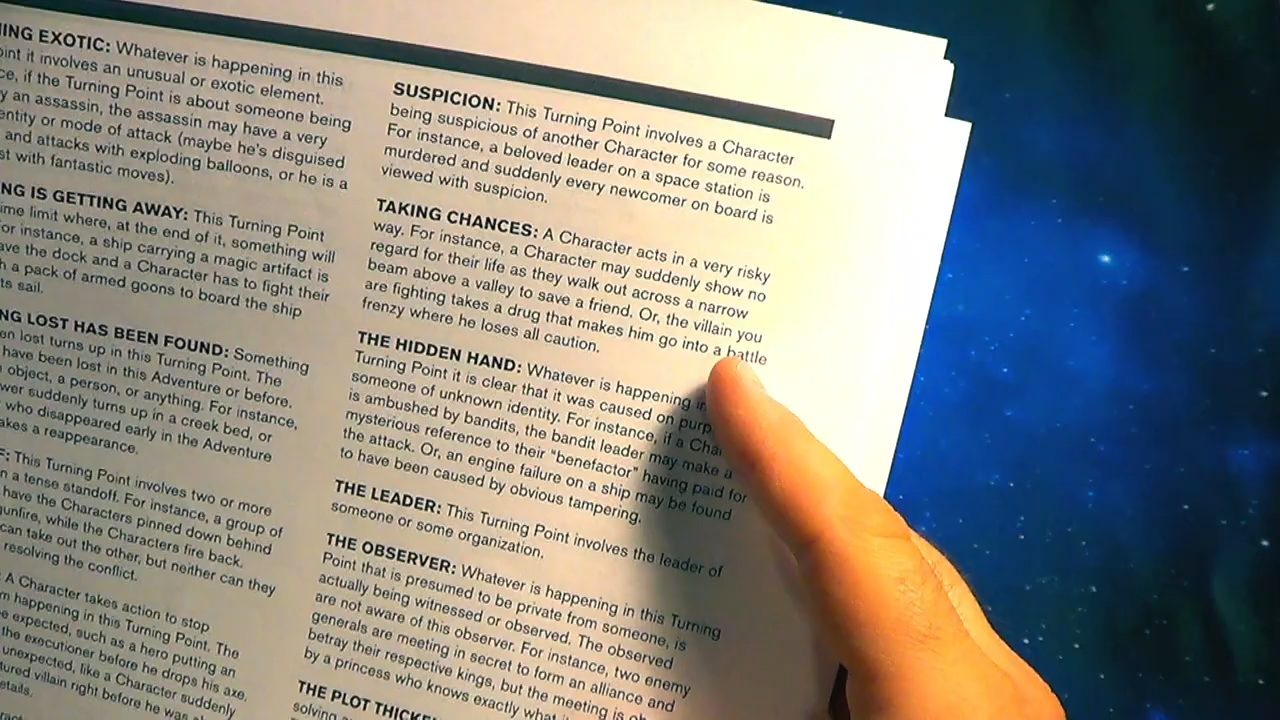 ING EXOTIC: Whatever is happening in this
oint it involves an unusual or exotic element.
ce, if the Turning Point is about someone being
y an assassin, the assassin may have a very
entity or mode of attack (maybe he's disguised
and attacks with exploding balloons, or he is a
st with fantastic moves).
NG IS GETTING AWAY: This Turning Point
ime limit where, at the end of it, something will
or instance, a ship carrying a magic artifact is
ave the dock and a Character has to fight their
h a pack of armed goons to board the ship
ts sail.
NG LOST HAS BEEN FOUND: Something
en lost turns up in this Turning Point. The
have been lost in this Adventure or before.
object, a person, or anything. For instance,
wer suddenly turns up in a creek bed, or
who disappeared early in the Adventure
akes a reappearance.
F: This Turning Point involves two or more
n a tense standoff. For instance, a group of
have the Characters pinned down behind
gunfire, while the Characters fire back.
can take out the other, but neither can they
resolving the conflict.
: A Character takes action to stop
m happening in this Turning Point. The
e expected, such as a hero putting an
the executioner before he drops his axe,
unexpected, like a Character suddenly
tured villain right before he was
etails.
SUSPICION: This Turning Point involves a Character
being suspicious of another Character for some reason.
For instance, a beloved leader on a space station is
murdered and suddenly every newcomer on board is
viewed with suspicion.
TAKING CHANCES: A Character acts in a very risky
way. For instance, a Character may suddenly show no
regard for their life as they walk out across a narrow
beam above a valley to save a friend. Or, the villain you
are fighting takes a drug that makes him go into a battle
frenzy where he loses all caution.
THE HIDDEN HAND: Whatever is happening in
Turning Point it is clear that it was caused on purp
someone of unknown identity. For instance, if a Cha
is ambushed by bandits, the bandit leader may make a
mysterious reference to their "benefactor" having paid for
the attack. Or, an engine failure on a ship may be found
to have been caused by obvious tampering.
THE LEADER: This Turning Point involves the leader of
someone or some organization.
THE OBSERVER: Whatever is happening in this Turning
Point that is presumed to be private from someone, is
actually being witnessed or observed. The observed
are not aware of this observer. For instance, two enemy
generals are meeting in secret to form an alliance and
betray their respective kings, but the meeting is ob
by a princess who knows exactly what
THE PLOT THICKE
solving